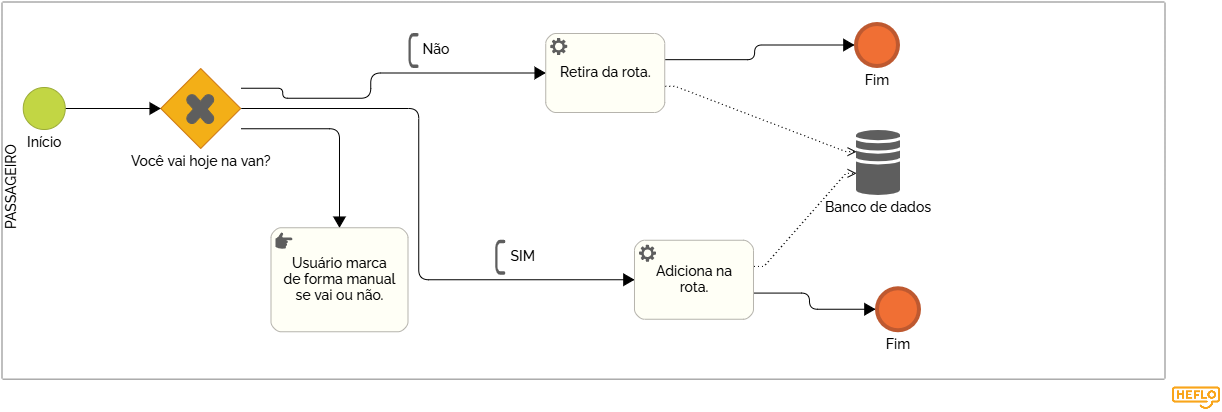 PASSAGEIRO
Início
Você vai hoje na van?
Não
Retira da rota.
Fim
Banco de dados
Usuário marca
de forma manual
se vai ou não.
SIM
Adiciona na
rota.
Fim
HEFLO